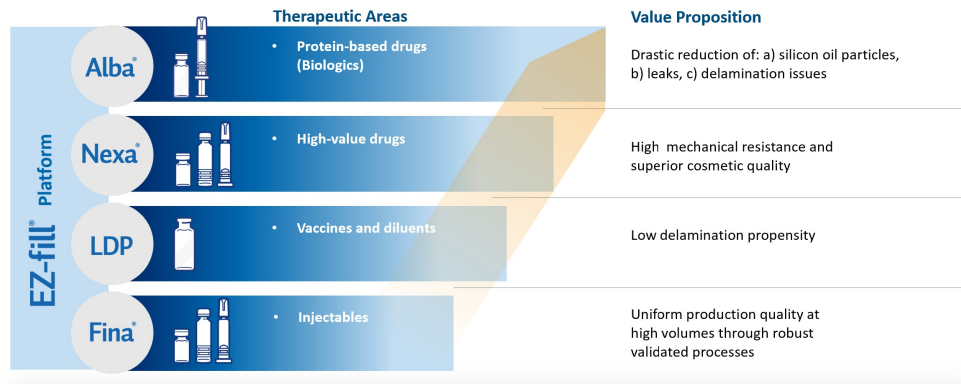 Therapeutic Areas
Value Proposition
EZ-fill® Platform
Alba®
• Protein-based drugs
(Biologics)
Drastic reduction of: a) silicon oil particles,
b) leaks, c) delamination issues
Nexa®
• High-value drugs
High mechanical resistance and
superior cosmetic quality
LDP
• Vaccines and diluents
Low delamination propensity
Fina®
• Injectables
Uniform production quality at
high volumes through robust
validated processes